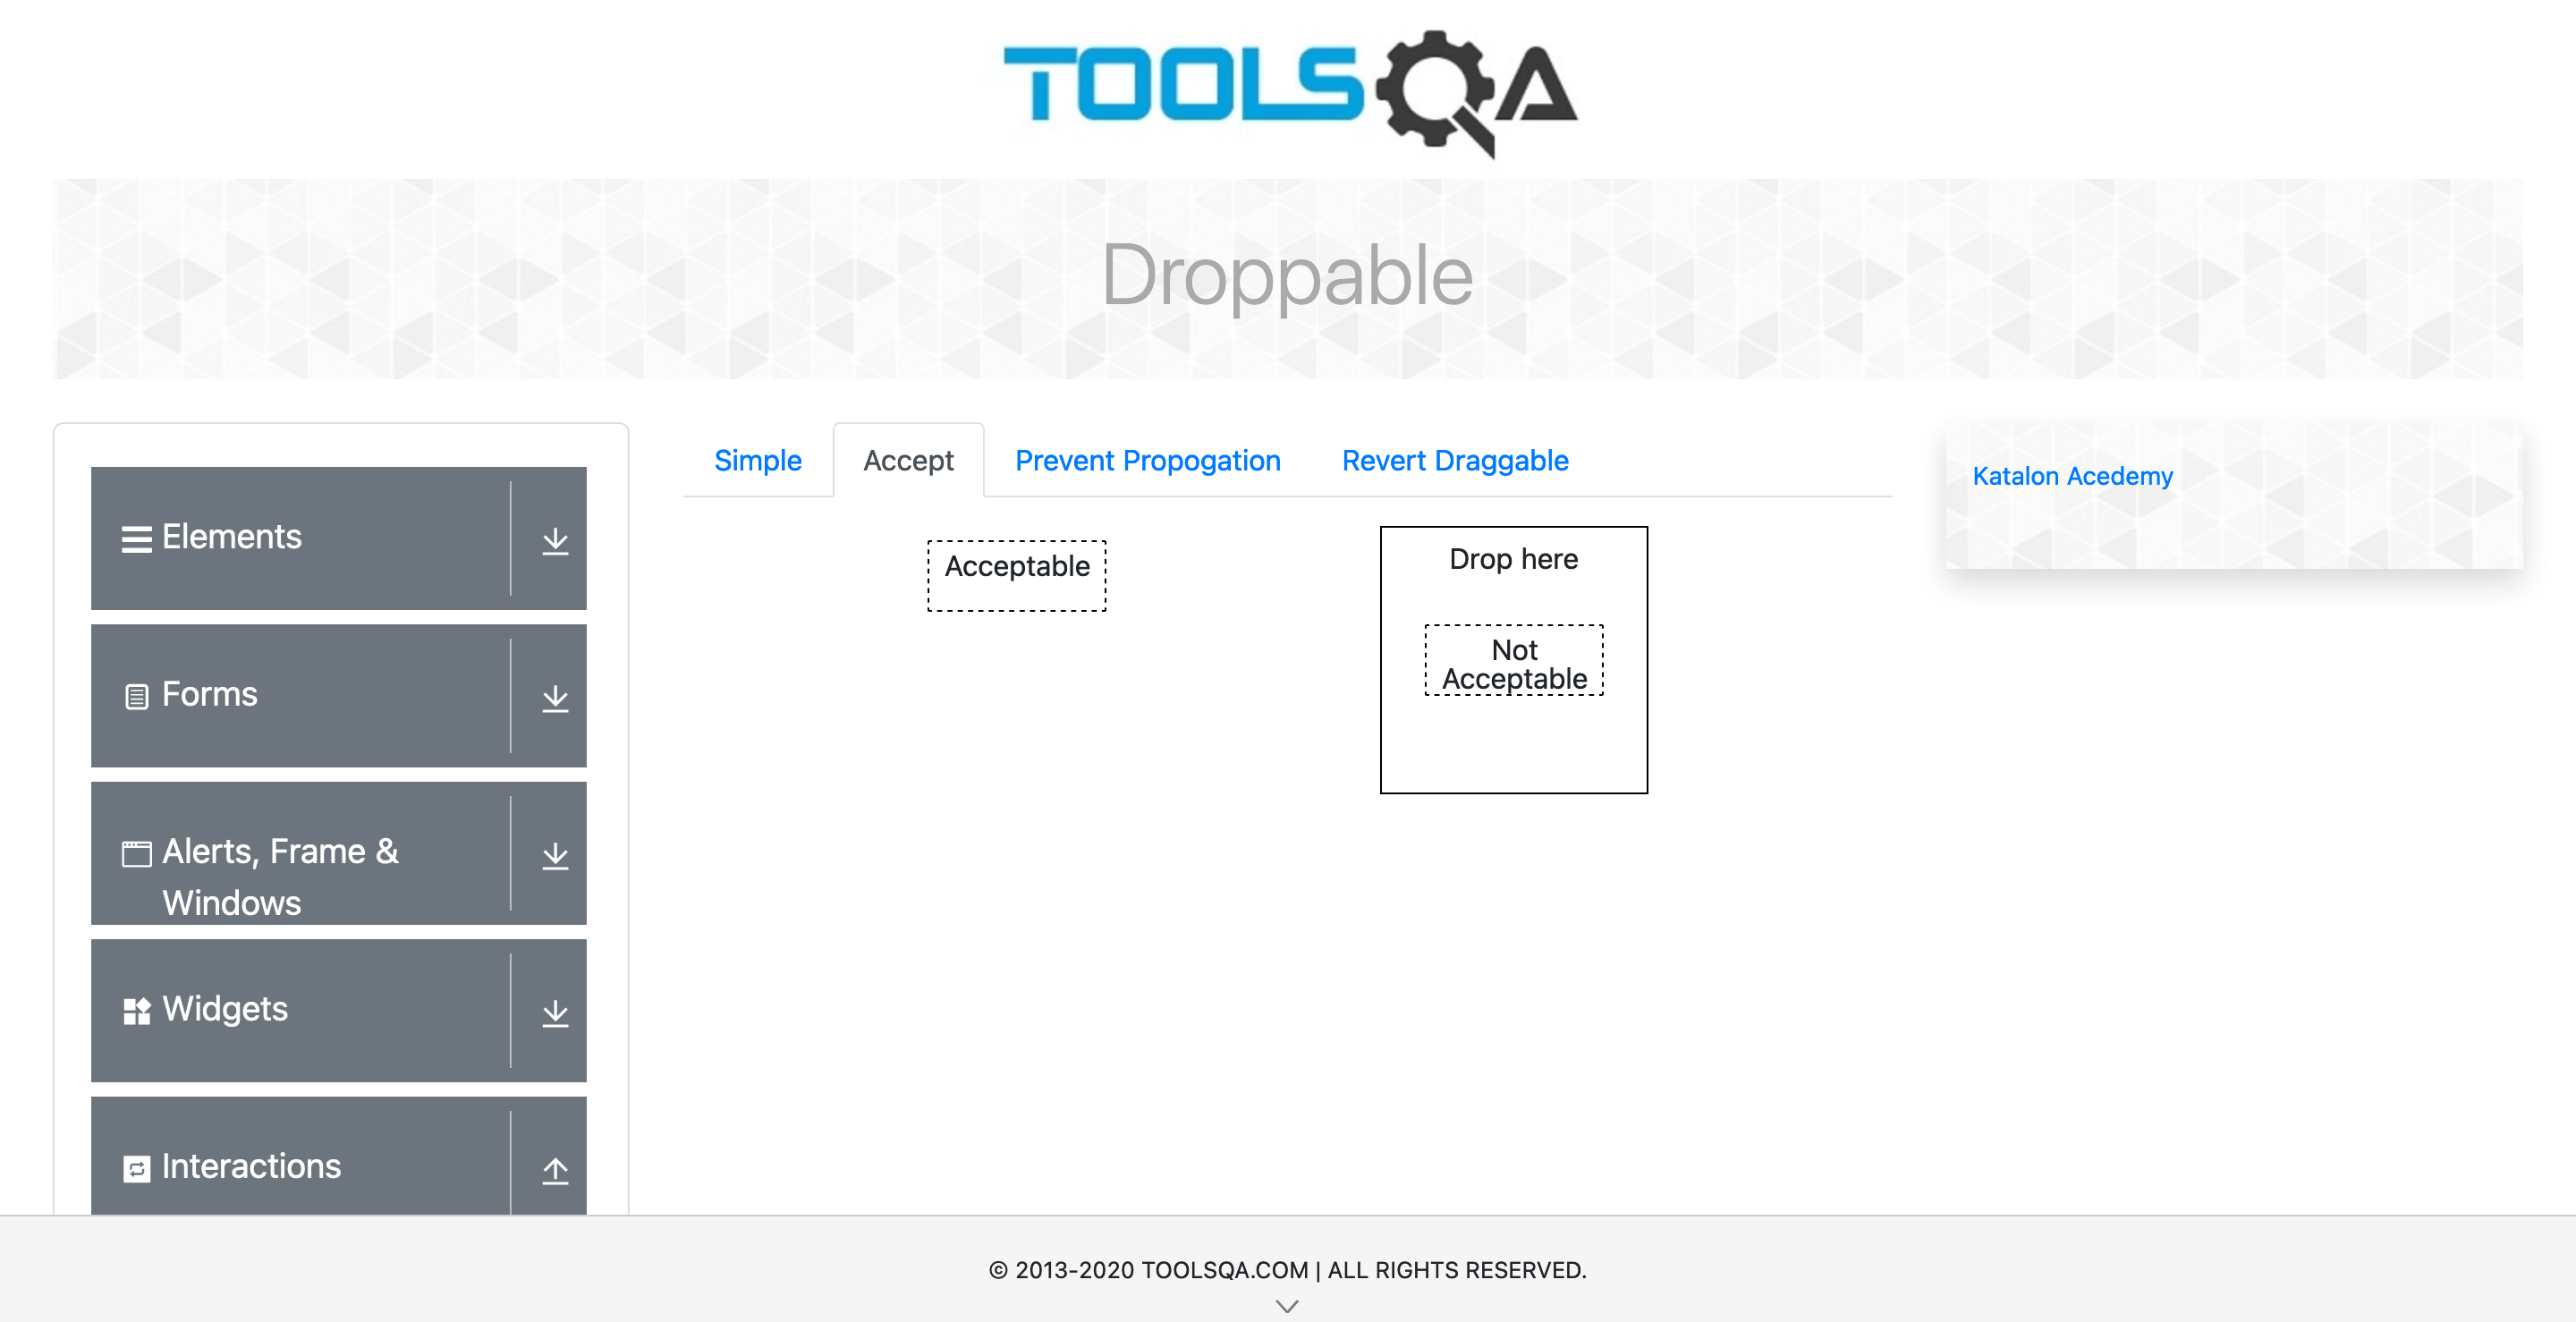 TOOLSQA
Droppable
Simple
Accept
Prevent Propogation
Revert Draggable
Katalon Acedemy
Elements
Forms
Alerts, Frame &
Windows
Widgets
Interactions
Acceptable
Drop here
Not
Acceptable
© 2013-2020 TOOLSQA.COM | ALL RIGHTS RESERVED.